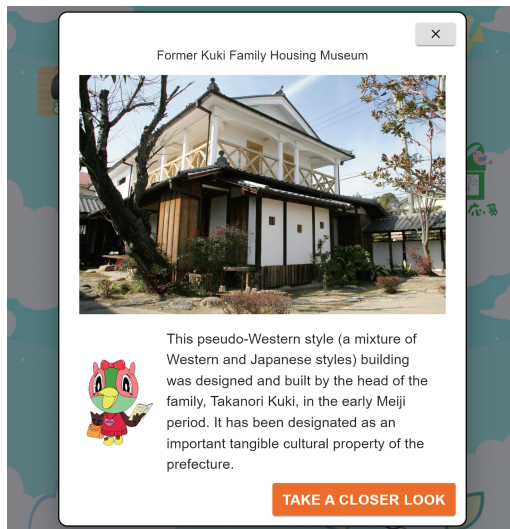 ×
Former Kuki Family Housing Museum
This pseudo-Western style (a mixture of
Western and Japanese styles) building
was designed and built by the head of the
family, Takanori Kuki, in the early Meiji
period. It has been designated as an
important tangible cultural property of the
prefecture.
TAKE A CLOSER LOOK